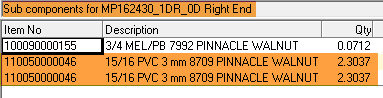 Sub components for MP162430_1DR_0D Right End
Item No Description Qty
100090000155 3/4 MEL/PB 7992 PINNACLE WALNUT 0.0712
110050000046 15/16 PVC 3 mm 8709 PINNACLE WALNUT 2.3037
110050000046 15/16 PVC 3 mm 8709 PINNACLE WALNUT 2.3037